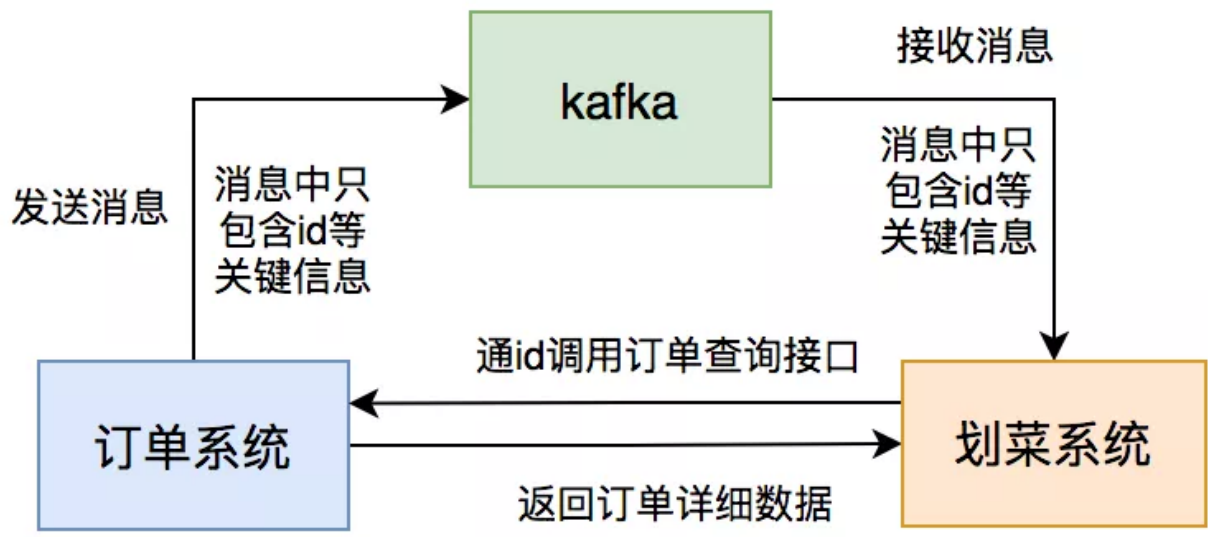 kafka
接收消息
发送消息
消息中只
包含id等
关键信息
消息中只
包含id等
关键信息
通id调用订单查询接口
订单系统
划菜系统
返回订单详细数据